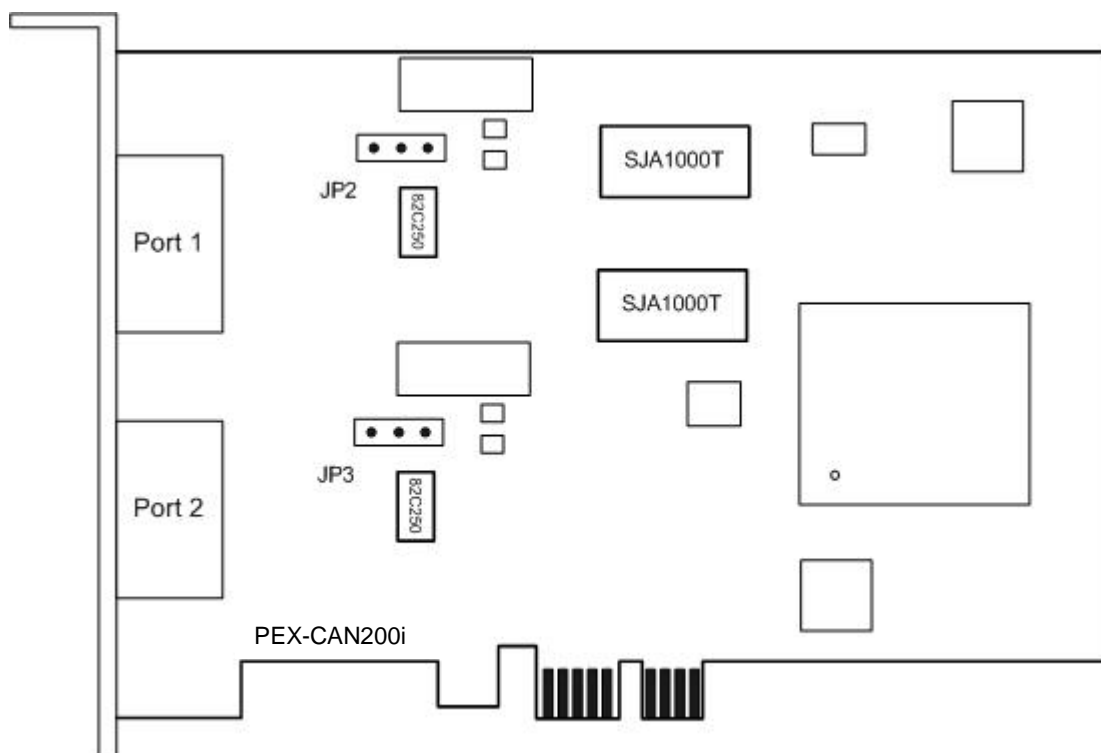 SJA1000T
JP2
82C250
Port 1
SJA1000T
JP3
82C250
Port 2
PEX-CAN200i